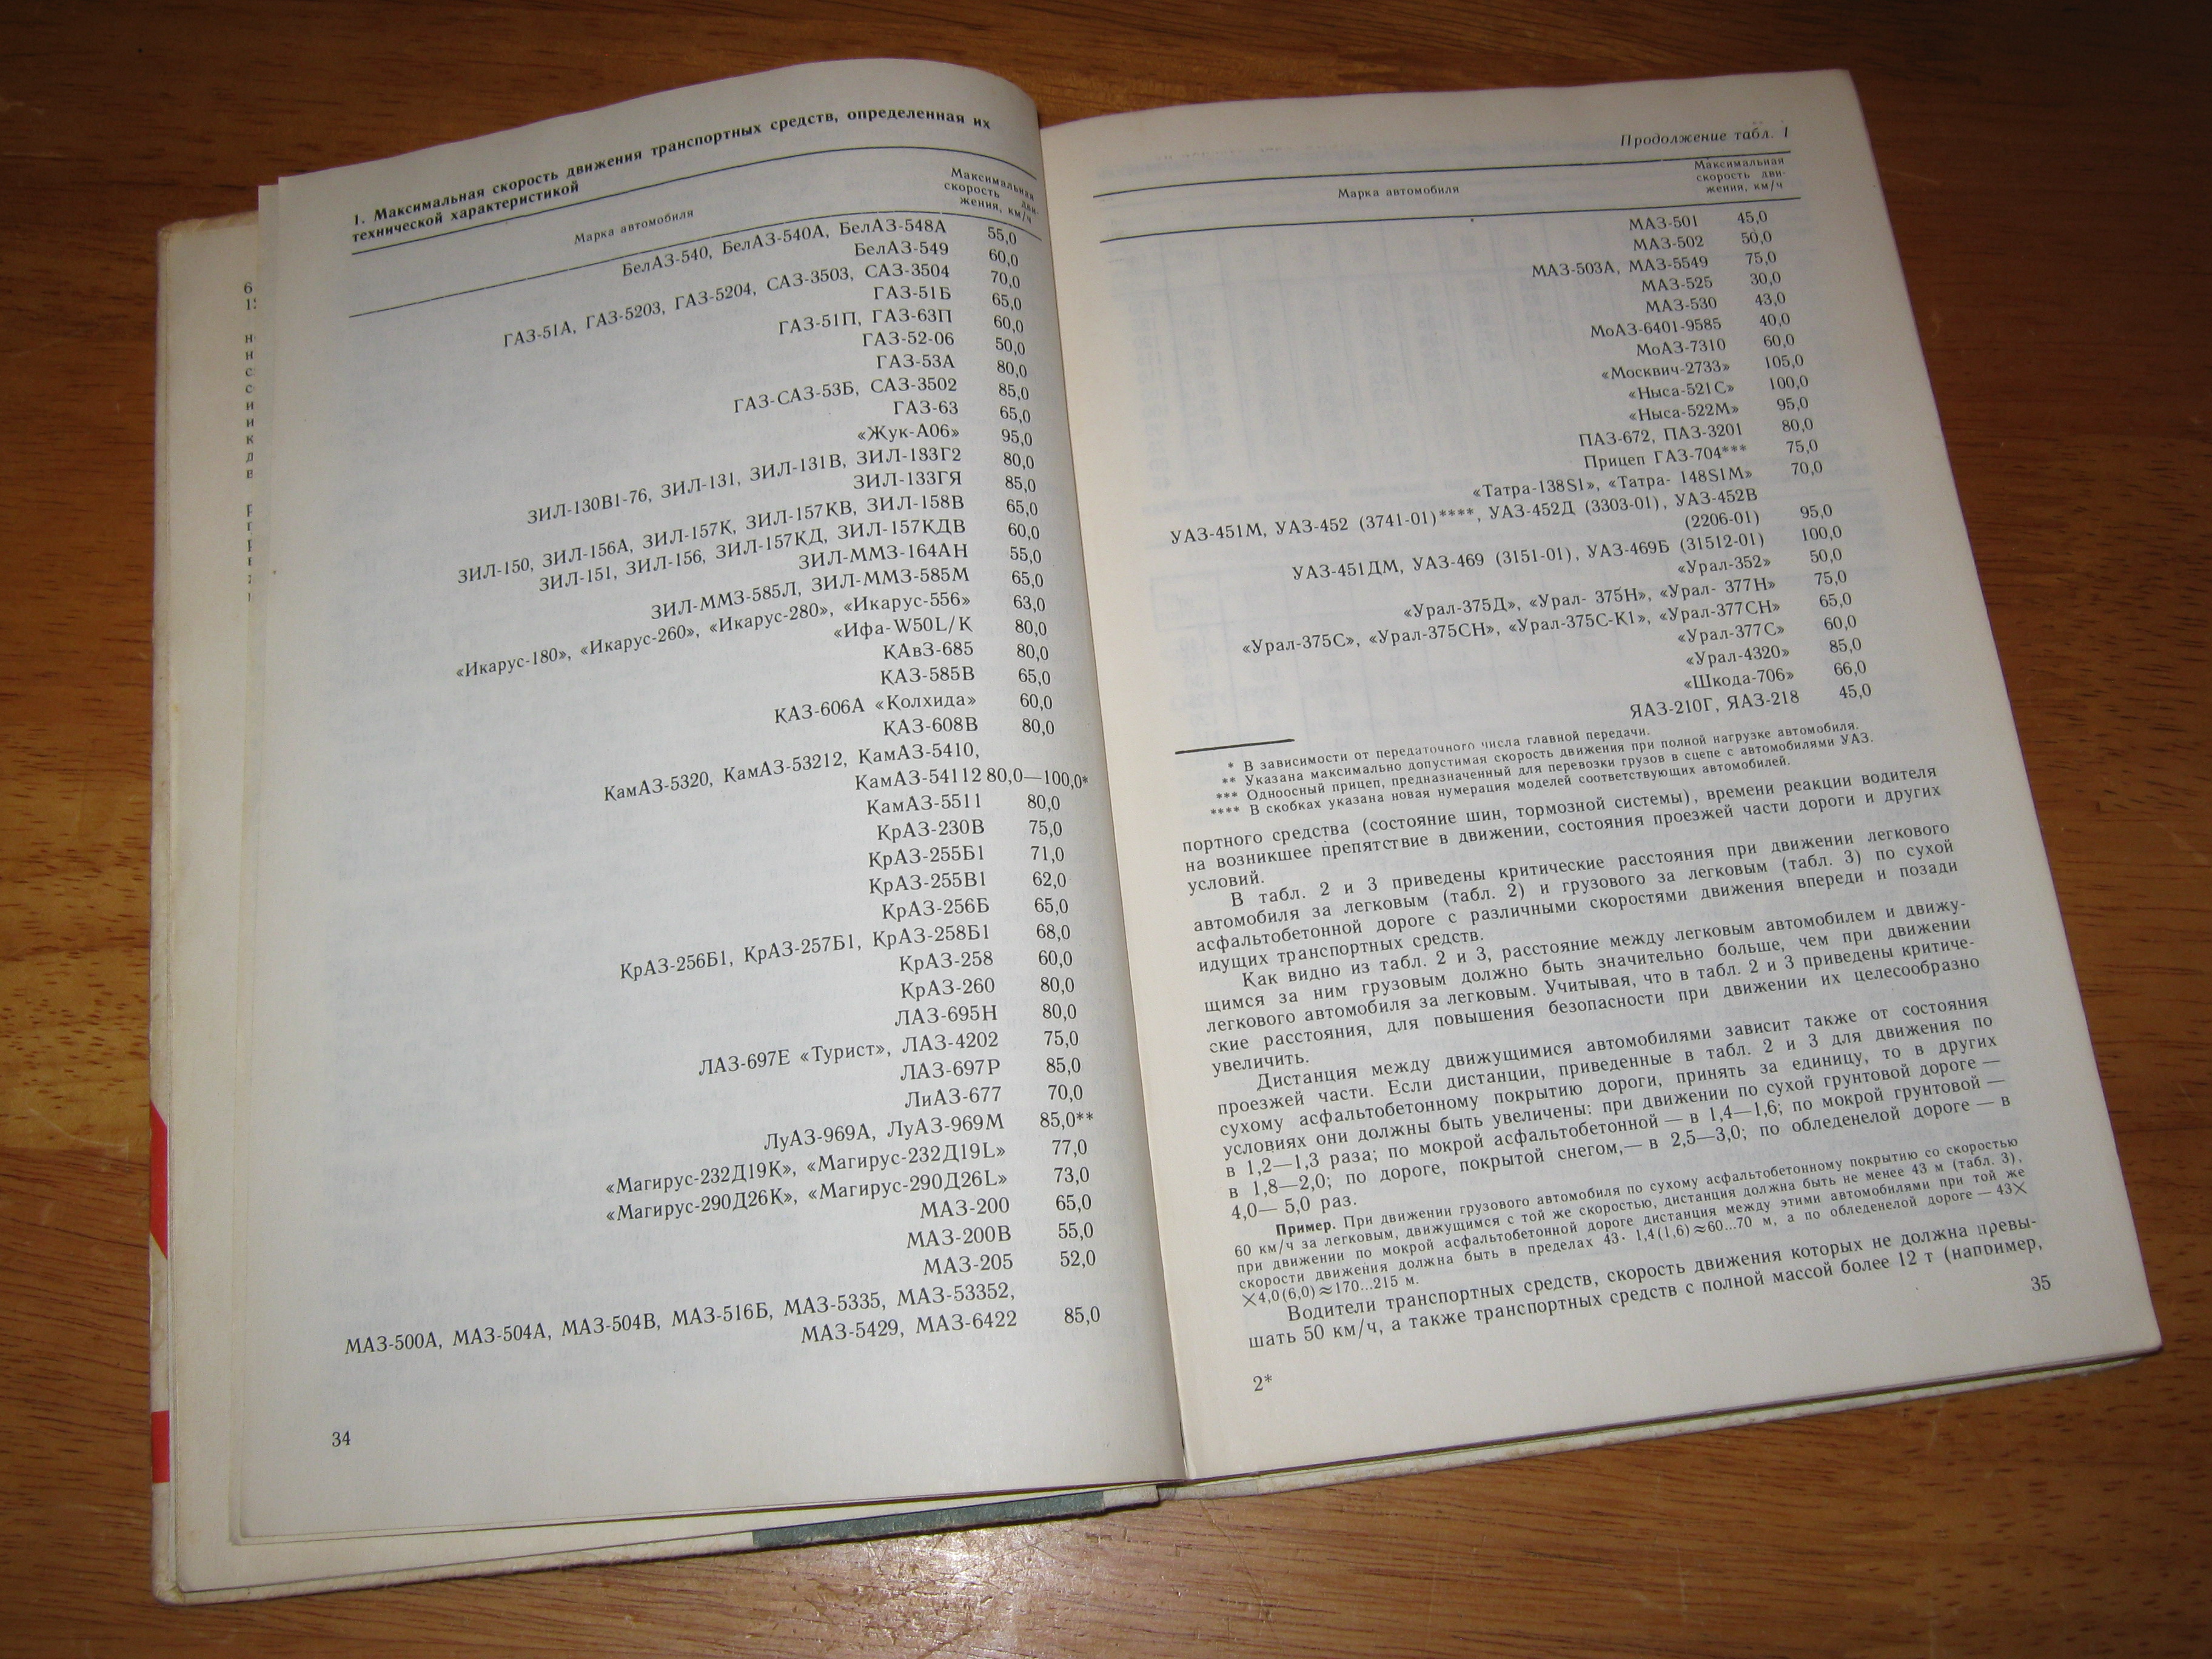 1. Максимальная скорость движения транспортных средств, определенная их
технической характеристикой
Марка автомобиля
Максимальная
скорость дви-
жения, км/ч
БелАЗ-540, БелАЗ-540А, БелАЗ-548А 55,0
БелАЗ-549 60,0
ГАЗ-51А, ГАЗ-5203, ГАЗ-5204, САЗ-3503, САЗ-3504 70,0
ГАЗ-51Б 65,0
ГАЗ-51П, ГАЗ-63П 60,0
ГАЗ-52-06 50,0
ГАЗ-53А 80,0
ГАЗ-САЗ-53Б, САЗ-3502 85,0
ГАЗ-63 65,0
«Жук-А06» 95,0
ЗИЛ-130В1-76, ЗИЛ-131, ЗИЛ-131В, ЗИЛ-133Г2 80,0
ЗИЛ-133ГЯ 85,0
ЗИЛ-150, ЗИЛ-156А, ЗИЛ-157К, ЗИЛ-157КВ, ЗИЛ-158В 65,0
ЗИЛ-151, ЗИЛ-156, ЗИЛ-157КД, ЗИЛ-157КДВ 60,0
ЗИЛ-ММЗ-164АН 55,0
ЗИЛ-ММЗ-585Л, ЗИЛ-ММЗ-585М 65,0
«Икарус-180», «Икарус-260», «Икарус-280», «Икарус-556» 63,0
«Ифа-W50L/K 80,0
КАвЗ-685 80,0
КАЗ-585В 65,0
КАЗ-606А «Колхида» 60,0
КАЗ-608В 80,0
КамАЗ-5320, КамАЗ-53212, КамАЗ-5410,
КамАЗ-54112 80,0—100,0*
КамАЗ-5511 80,0
КрАЗ-230В 75,0
КрАЗ-255Б1 71,0
КрАЗ-255В1 62,0
КрАЗ-256Б 65,0
КрАЗ-256Б1, КрАЗ-257Б1, КрАЗ-258Б1 68,0
КрАЗ-258 60,0
КрАЗ-260 80,0
ЛАЗ-695Н 80,0
ЛАЗ-697Е «Турист», ЛАЗ-4202 75,0
ЛАЗ-697Р 85,0
ЛиАЗ-677 70,0
ЛуАЗ-969А, ЛуАЗ-969М 85,0**
«Магирус-232Д19К», «Магирус-232Д19L» 77,0
«Магирус-290Д26К», «Магирус-290Д26L» 73,0
МАЗ-200 65,0
МАЗ-200В 55,0
МАЗ-205 52,0
МАЗ-500А, МАЗ-504А, МАЗ-504В, МАЗ-516Б, МАЗ-5335, МАЗ-53352,
МАЗ-5429, МАЗ-6422 85,0
34
Продолжение табл. 1
Марка автомобиля
Максимальная
скорость дви-
жения, км/ч
МАЗ-501 45,0
МАЗ-502 50,0
МАЗ-503А, МАЗ-5549 75,0
МАЗ-525 30,0
МАЗ-530 43,0
МоАЗ-6401-9585 40,0
МоАЗ-7310 60,0
«Москвич-2733» 105,0
«Ныса-521С» 100,0
«Ныса-522М» 95,0
ПАЗ-672, ПАЗ-3201 80,0
Прицеп ГАЗ-704*** 75,0
«Татра-138S1», «Татра- 148S1M» 70,0
УАЗ-451М, УАЗ-452 (3741-01)****, УАЗ-452Д (3303-01), УАЗ-452В
(2206-01) 95,0
УАЗ-451ДМ, УАЗ-469 (3151-01), УАЗ-469Б (31512-01) 100,0
«Урал-352» 50,0
«Урал-375Д», «Урал- 375Н», «Урал- 377Н» 75,0
«Урал-375С», «Урал-375СН», «Урал-375С-К1», «Урал-377СН» 65,0
«Урал-377С» 60,0
«Урал-4320» 85,0
«Шкода-706» 66,0
ЯАЗ-210Г, ЯАЗ-218 45,0
* В зависимости от передаточного числа главной передачи.
** Указана максимально допустимая скорость движения при полной нагрузке автомобиля.
*** Одноосный прицеп, предназначенный для перевозки грузов в сцепе с автомобилями УАЗ.
**** В скобках указана новая нумерация моделей соответствующих автомобилей.
портного средства (состояние шин, тормозной системы), времени реакции водителя
на возникшее препятствие в движении, состояния проезжей части дороги и других
условий.
В табл. 2 и 3 приведены критические расстояния при движении легкового
автомобиля за легковым (табл. 2) и грузового за легковым (табл. 3) по сухой
асфальтобетонной дороге с различными скоростями движения впереди и позади
идущих транспортных средств.
Как видно из табл. 2 и 3, расстояние между легковым автомобилем и движу-
щимся за ним грузовым должно быть значительно больше, чем при движении
легкового автомобиля за легковым. Учитывая, что в табл. 2 и 3 приведены критиче-
ские расстояния, для повышения безопасности при движении их целесообразно
увеличить.
Дистанция между движущимися автомобилями зависит также от состояния
проезжей части. Если дистанции, приведенные в табл. 2 и 3 для движения по
сухому асфальтобетонному покрытию дороги, принять за единицу, то в других
условиях они должны быть увеличены: при движении по сухой грунтовой дороге —
в 1,2—1,3 раза; по мокрой асфальтобетонной — в 1,4—1,6; по мокрой грунтовой —
в 1,8—2,0; по дороге, покрытой снегом,— в 2,5—3,0; по обледенелой дороге — в
4,0— 5,0 раз.
Пример. При движении грузового автомобиля по сухому асфальтобетонному покрытию со скоростью
60 км/ч за легковым, движущимся с той же скоростью, дистанция должна быть не менее 43 м (табл. 3),
при движении по мокрой асфальтобетонной дороге дистанция между этими автомобилями при той же
скорости движения должна быть в пределах 43· 1,4(1,6)≈60...70 м, а по обледенелой дороге — 43×
×4,0(6,0)≈170...215 м.
Водители транспортных средств, скорость движения которых не должна превы-
шать 50 км/ч, а также транспортных средств с полной массой более 12 т (например,
2*
35